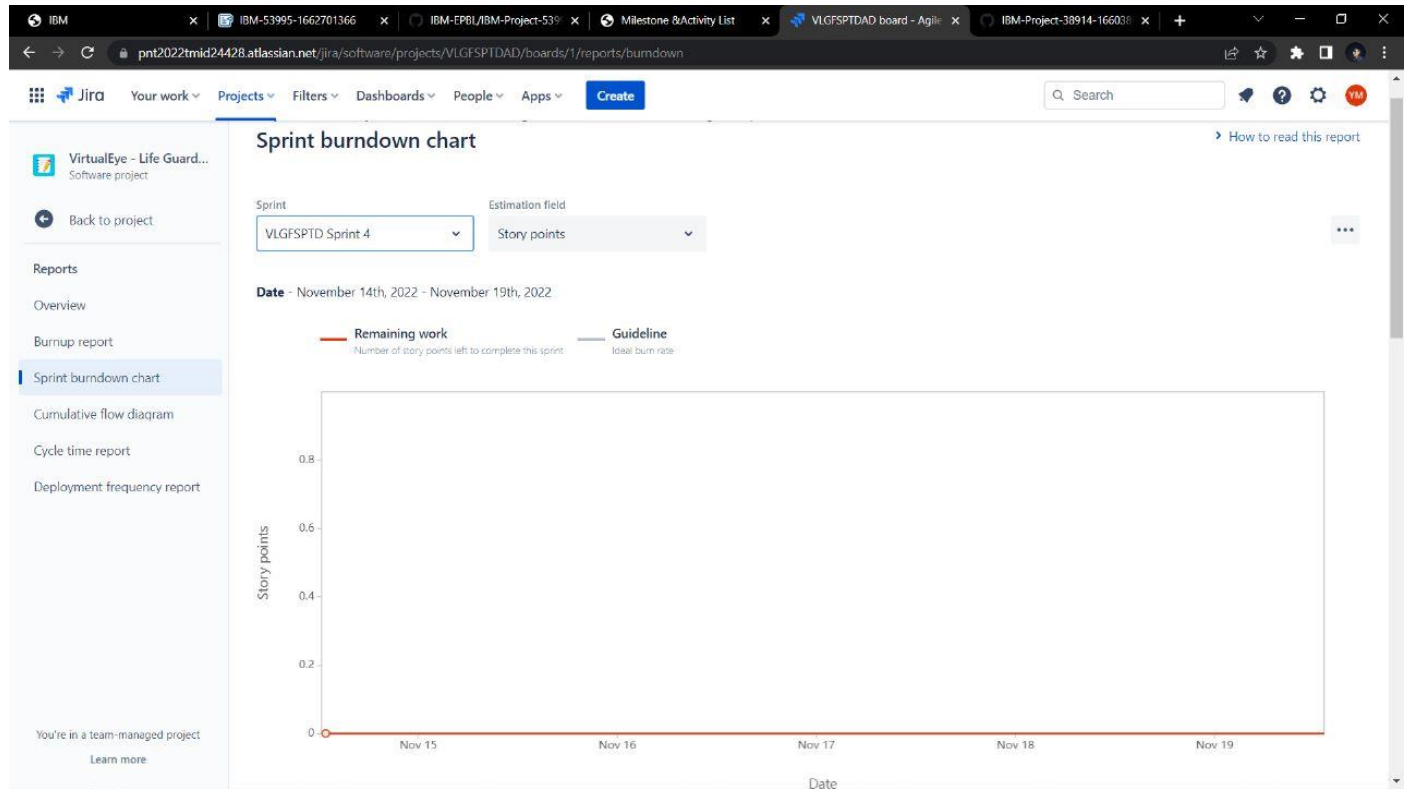 IBM
IBM-53995-1662701366
IBM-EPBL/IBM-Project-539
Milestone &Activity List
VLGFSPTDAD board - Agile
IBM-Project-38914-166038
pnt2022tmid24428.atlassian.net/jira/software/projects/VLGFSPTDAD/boards/1/reports/burndown
Jira
Your work
Projects
Filters
Dashboards
People
Apps
Create
Search
YM
VirtualEye - Life Guard...
Software project
Back to project
Reports
Overview
Burnup report
Sprint burndown chart
Cumulative flow diagram
Cycle time report
Deployment frequency report
You're in a team-managed project
Learn more
Sprint burndown chart
How to read this report
Sprint
Estimation field
VLGFSPTD Sprint 4
Story points
Date - November 14th, 2022 - November 19th, 2022
Remaining work
Number of story points left to complete this sprint
Guideline
Ideal burn rate
Story points
0.8
0.6
0.4
0.2
0
Nov 15
Nov 16
Nov 17
Nov 18
Nov 19
Date